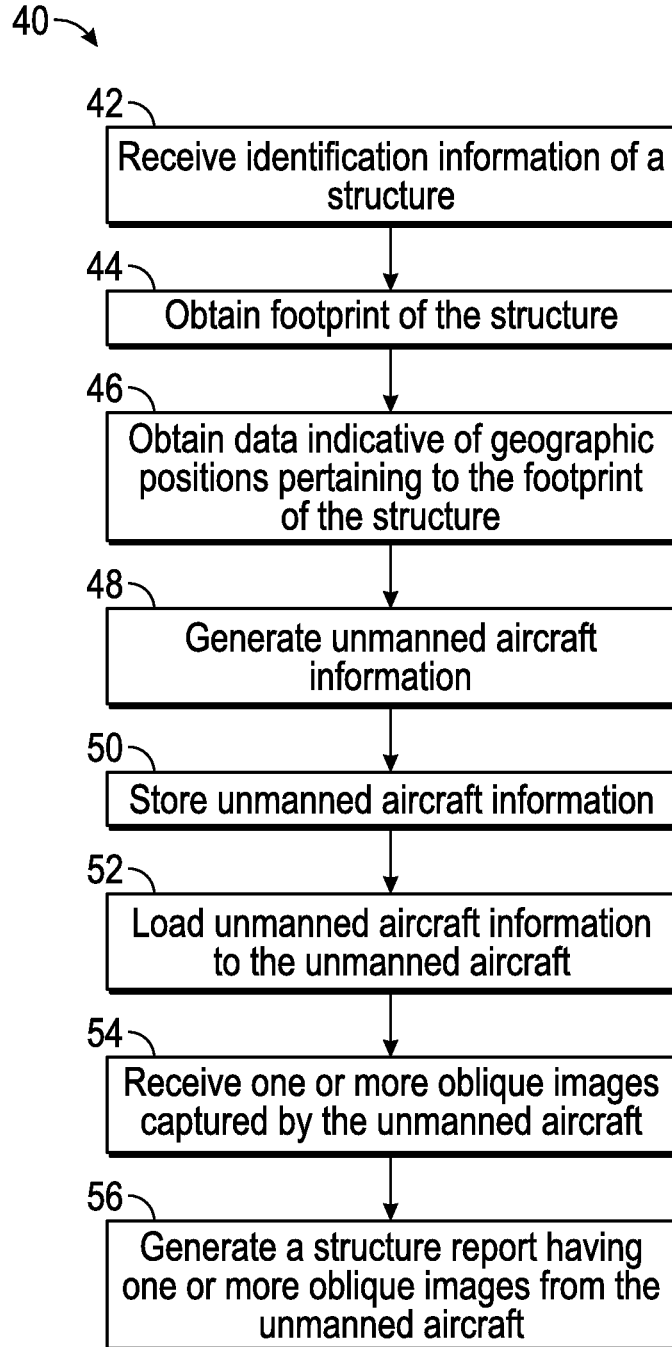 40
42
Receive identification information of a
structure
44
Obtain footprint of the structure
46
Obtain data indicative of geographic
positions pertaining to the footprint
of the structure
48
Generate unmanned aircraft
information
50
Store unmanned aircraft information
52
Load unmanned aircraft information
to the unmanned aircraft
54
Receive one or more oblique images
captured by the unmanned aircraft
56
Generate a structure report having
one or more oblique images from the
unmanned aircraft